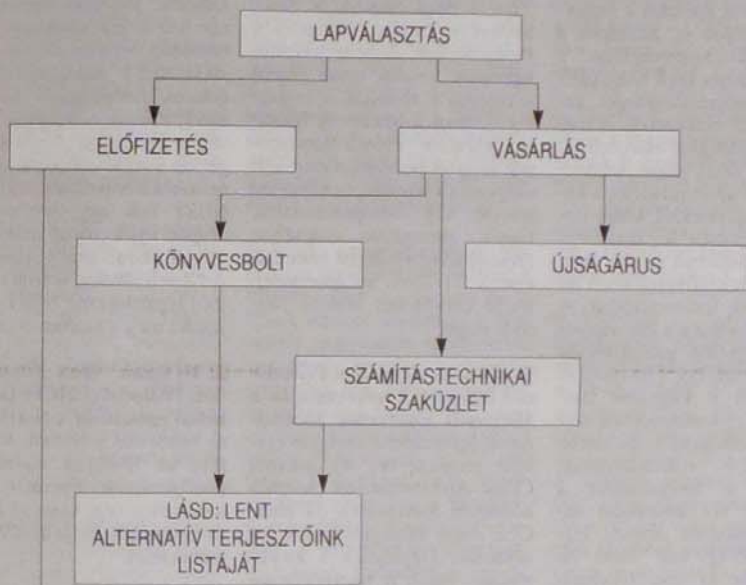 LAPVÁLASZTÁS
ELŐFIZETÉS
VÁSÁRLÁS
KÖNYVESBOLT
ÚJSÁGÁRUS
SZÁMÍTÁSTECHNIKAI
SZAKÜZLET
LÁSD: LENT
ALTERNATÍV TERJESZTŐINK
LISTÁJÁT